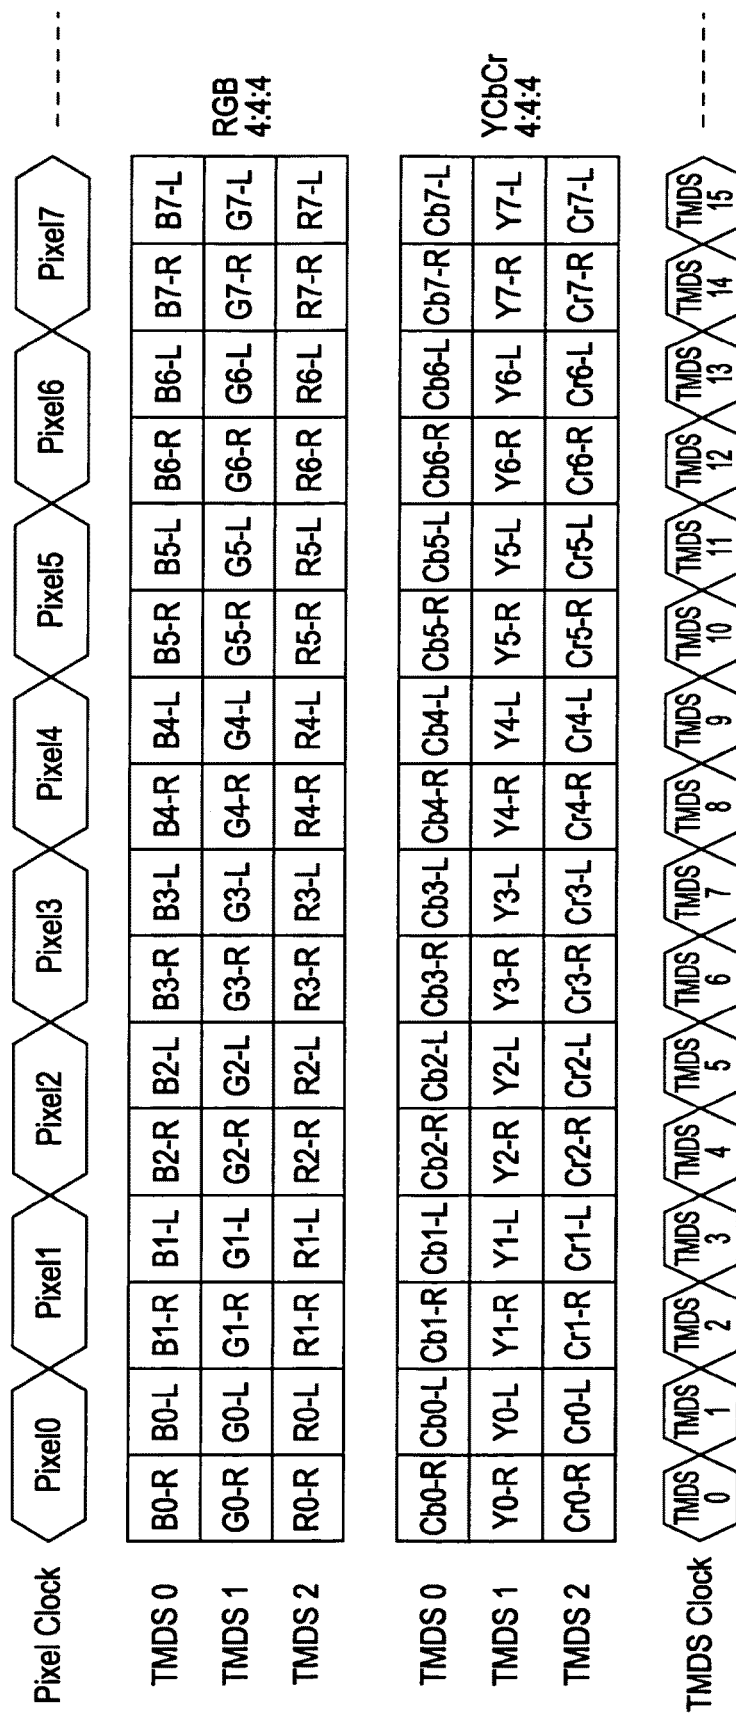 Pixel Clock Pixel0 Pixel1 Pixel2 Pixel3 Pixel4 Pixel5 Pixel6 Pixel7
TMDS 0 B0-R B0-L B1-R B1-L B2-R B2-L B3-R B3-L B4-R B4-L B5-R B5-L B6-R B6-L B7-R B7-L
TMDS 1 G0-R G0-L G1-R G1-L G2-R G2-L G3-R G3-L G4-R G4-L G5-R G5-L G6-R G6-L G7-R G7-L
TMDS 2 R0-R R0-L R1-R R1-L R2-R R2-L R3-R R3-L R4-R R4-L R5-R R5-L R6-R R6-L R7-R R7-L
RGB
4:4:4
TMDS 0 Cb0-R Cb0-L Cb1-R Cb1-L Cb2-R Cb2-L Cb3-R Cb3-L Cb4-R Cb4-L Cb5-R Cb5-L Cb6-R Cb6-L Cb7-R Cb7-L
TMDS 1 Y0-R Y0-L Y1-R Y1-L Y2-R Y2-L Y3-R Y3-L Y4-R Y4-L Y5-R Y5-L Y6-R Y6-L Y7-R Y7-L
TMDS 2 Cr0-R Cr0-L Cr1-R Cr1-L Cr2-R Cr2-L Cr3-R Cr3-L Cr4-R Cr4-L Cr5-R Cr5-L Cr6-R Cr6-L Cr7-R Cr7-L
YCbCr
4:4:4
TMDS Clock TMDS TMDS TMDS TMDS TMDS TMDS TMDS TMDS TMDS TMDS TMDS TMDS TMDS TMDS TMDS TMDS
0 1 2 3 4 5 6 7 8 9 10 11 12 13 14 15